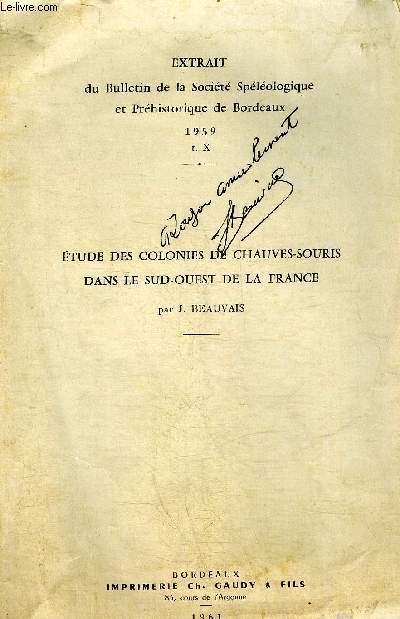 Le-livre.com
EXTRAIT
du Bulletin de la Société Spéléologique
et Préhistorique de Bordeaux
1959
t. X
amicalement
ÉTUDE DES COLONIES DE CHAUVES-SOURIS
DANS LE SUD-OUEST DE LA FRANCE
par J. BEAUVAIS
BORDEAUX
IMPRIMERIE Ch. GAUDY & FILS
cours de l'Argonne
1961